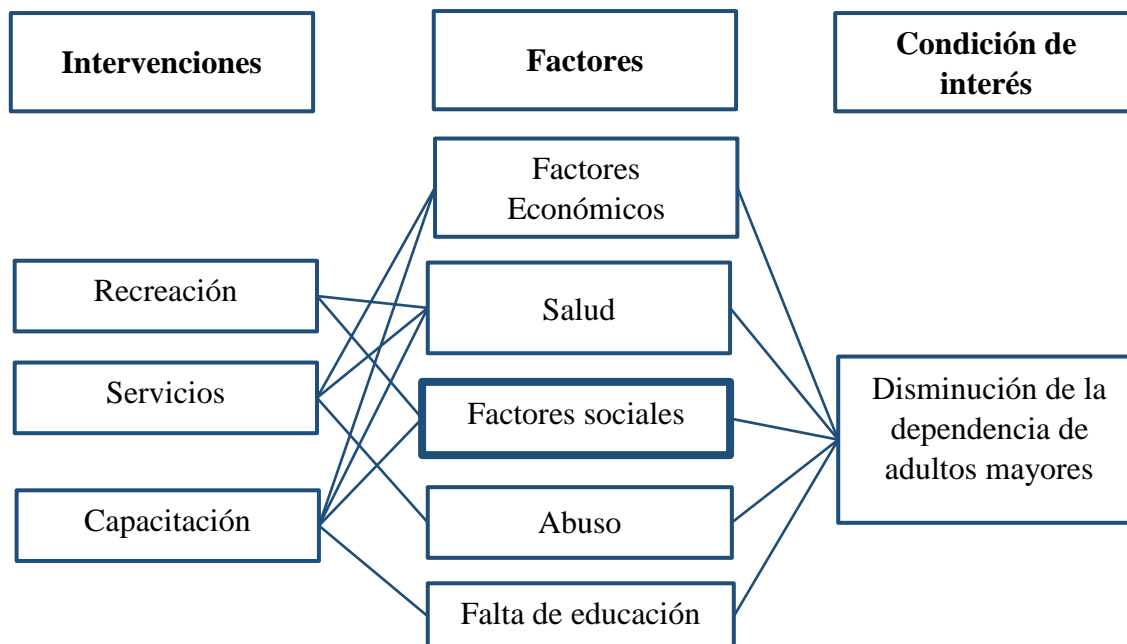 Intervenciones
Factores
Condición de
interés
Factores
Económicos
Recreación
Salud
Servicios
Factores sociales
Disminución de la
dependencia de
adultos mayores
Capacitación
Abuso
Falta de educación